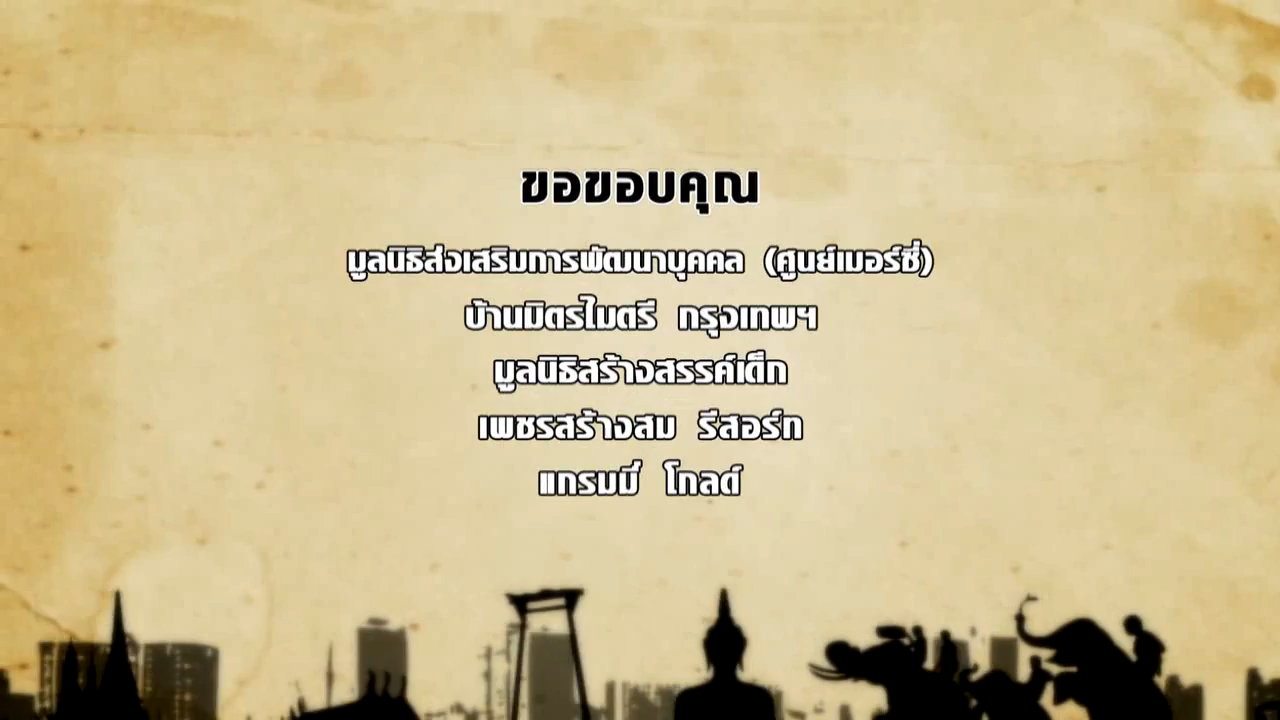 ขอขอบคุณ
มูลนิธิส่งเสริมการพัฒนาบุคคล (ศูนย์เมอร์ซี่)
บ้านมิตรไมตรี กรุงเทพฯ
มูลนิธิสร้างสรรค์เด็ก
เพชรสร้างสม รีสอร์ท
แกรมมี่ โกลด์